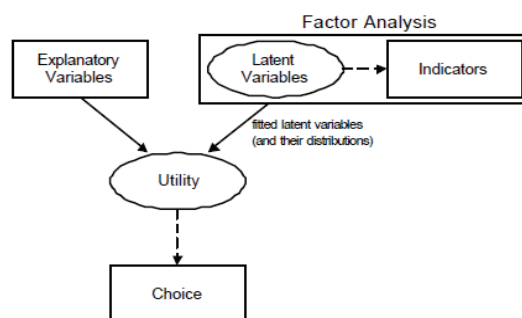 Factor Analysis
Explanatory
Variables
Latent
Variables
Indicators
fitted latent variables
(and their distributions)
Utility
Choice